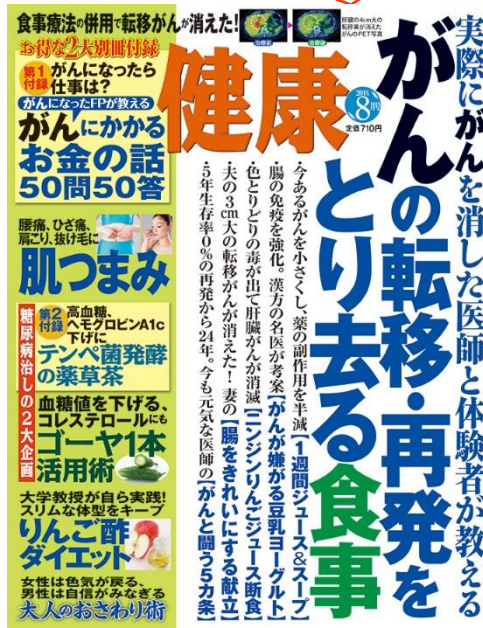 食事療法の併用で転移がんが消えた!
治療前
治療後
肝臓の4cm大の
転移巣が消えた
がんのPET写真
お得な2大別冊付録
第1付録
がんになったら
仕事は?
がんになったFPが教える
がんにかかる
お金の話
50問50答
健康
2015
8月
定価710円
実際にがんを消した医師と体験者が教える
がんの転移・再発を
とり去る食事
・今あるがんを小さくし、薬の副作用を半減【1週間ジュース&スープ】
・腸の免疫を強化。漢方の名医が考案【がんが嫌がる豆乳ヨーグルト】
・色とりどりの毒が出て肝臓がんが消滅【ニンジンりんごジュース断食】
・夫の3cm大の転移がんが消えた!妻の【腸をきれいにする献立】
・5年生存率0%の再発から24年。今も元気な医師の【がんと闘う5カ条】
腰痛、ひざ痛、
肩こり、抜け毛に
肌つまみ
糖尿病治しの2大企画
第2付録
高血糖、
ヘモグロビンA1c
下げに
テンペ菌発酵
の薬草茶
血糖値を下げる、
コレステロールにも
ゴーヤ1本
活用術
大学教授が自ら実践!
スリムな体型をキープ
りんご酢
ダイエット
女性は色気が戻る、
男性は自信がみなぎる
大人のおさわり術